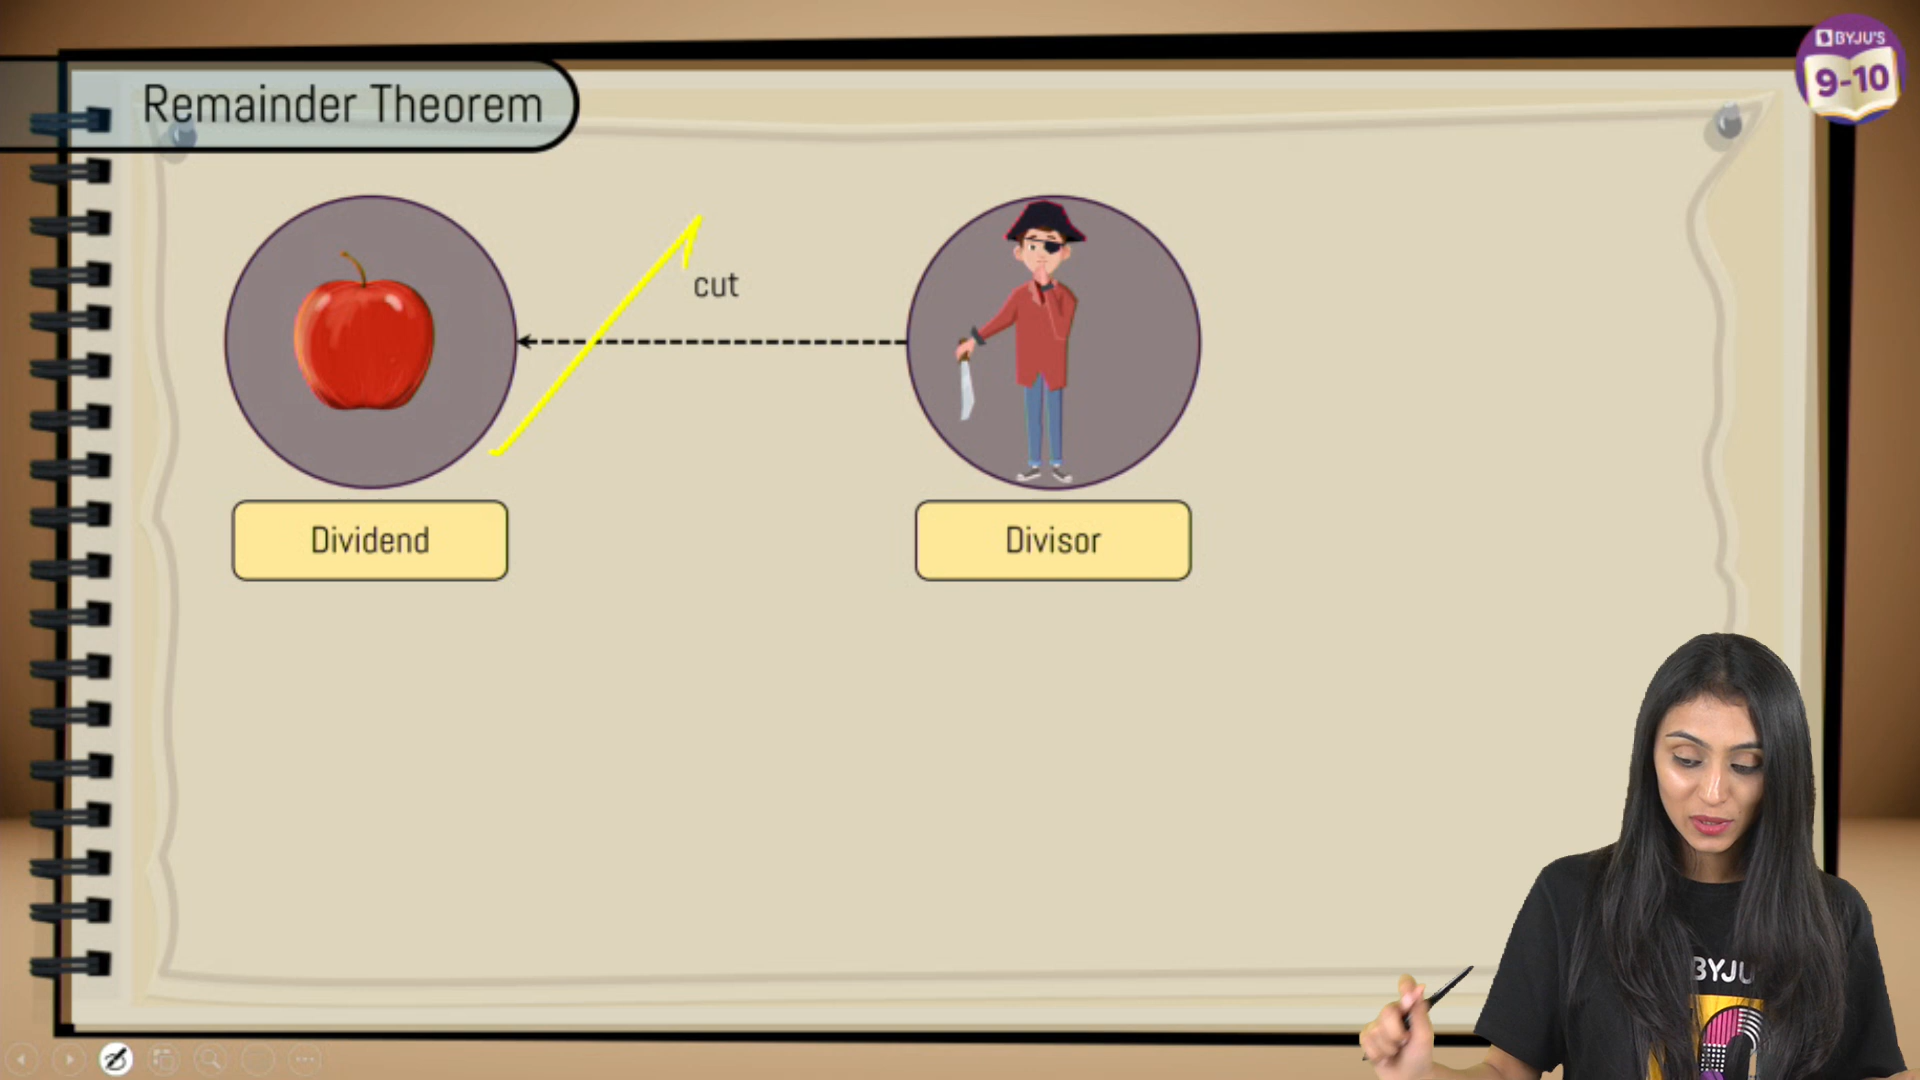 BYJU'S
9-10
Remainder Theorem
cut
Dividend
Divisor
BYJU